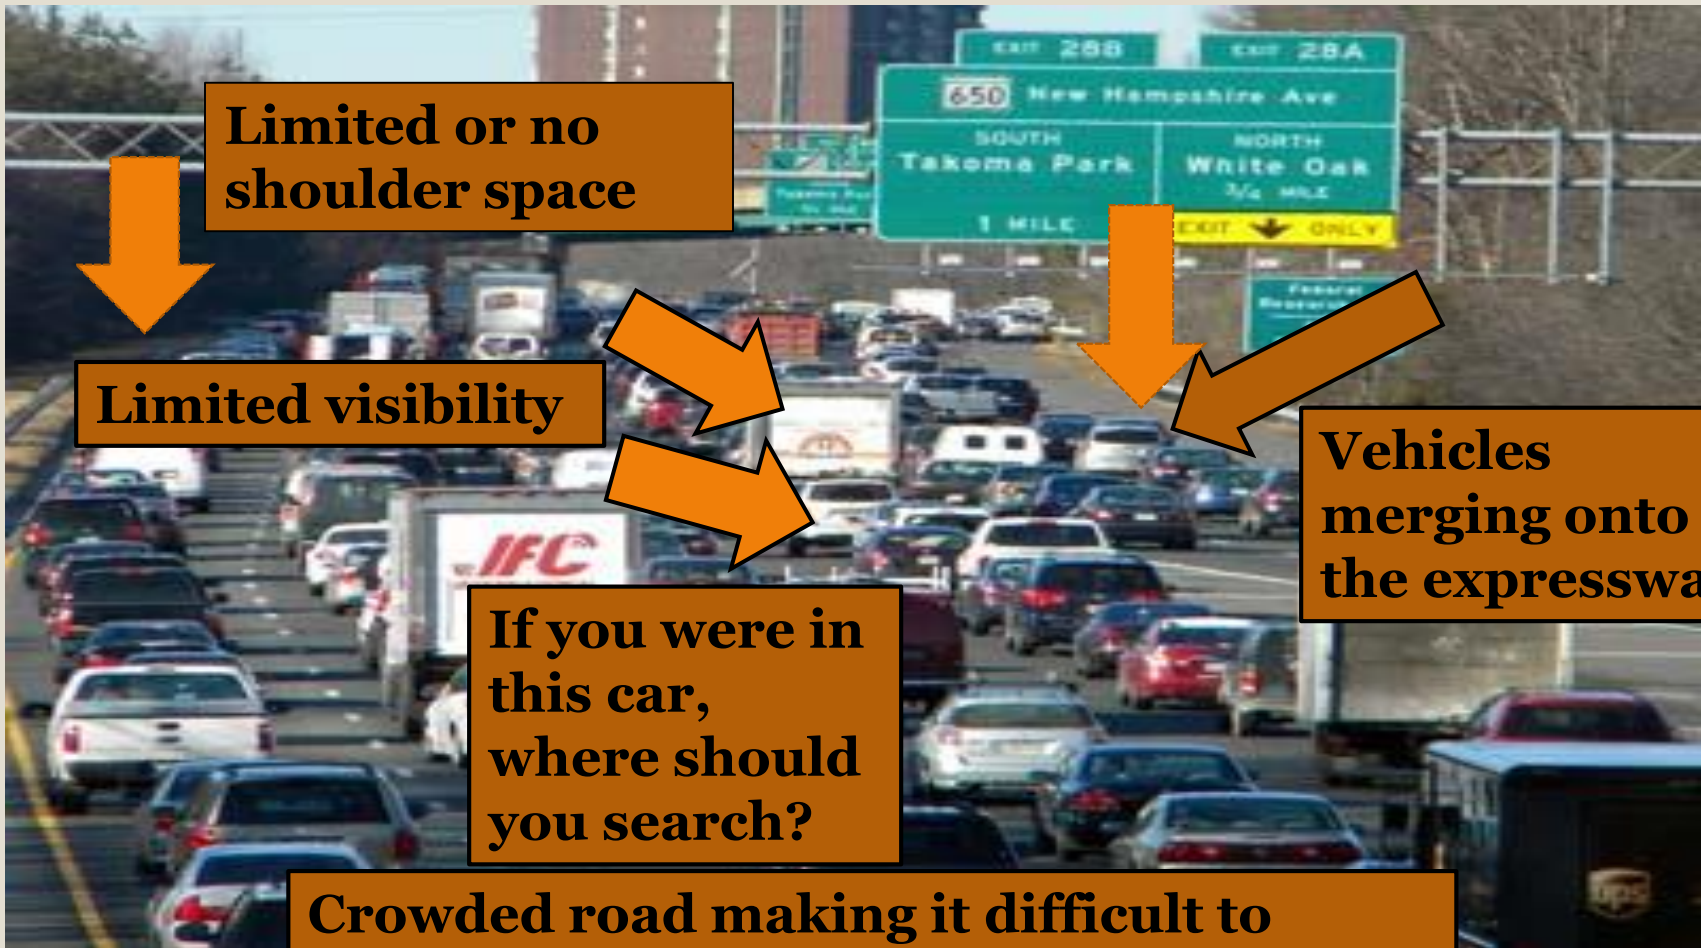 EXIT 28B
EXIT 28A
650 New Hampshire Ave
SOUTH
Takoma Park
1 MILE
NORTH
White Oak
3/4 MILE
EXIT ONLY
Limited or no
shoulder space
Federal
Limited visibility
Vehicles
merging onto
the expresswa
IFC
If you were in
this car,
where should
you search?
ups
Crowded road making it difficult to